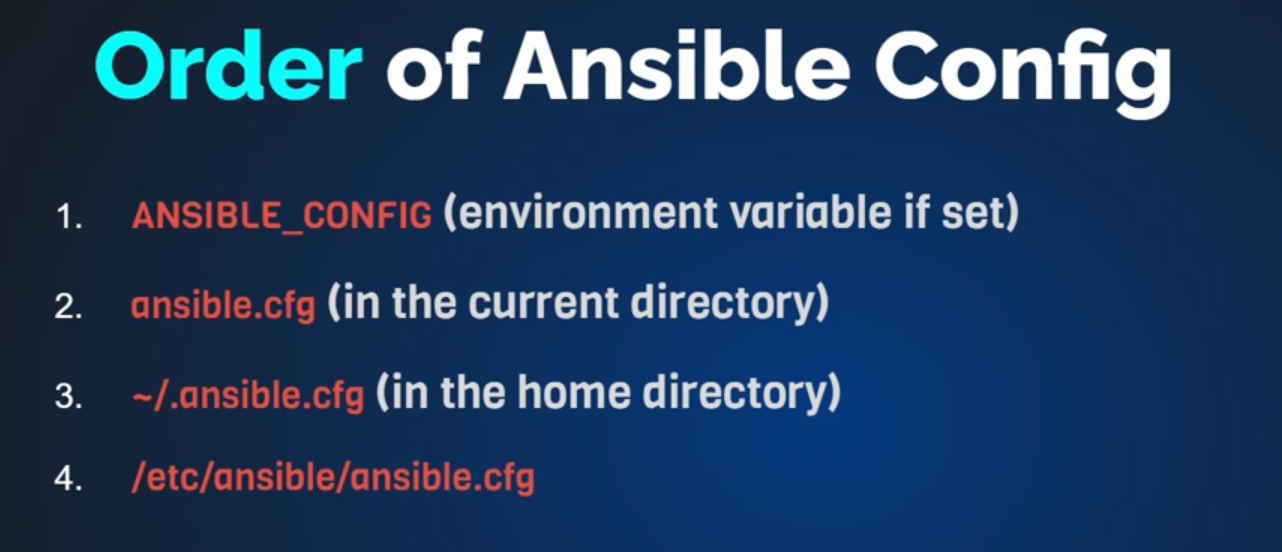 Order of Ansible Config
1. ANSIBLE_CONFIG (environment variable if set)
2. ansible.cfg (in the current directory)
3. ~/.ansible.cfg (in the home directory)
4. /etc/ansible/ansible.cfg